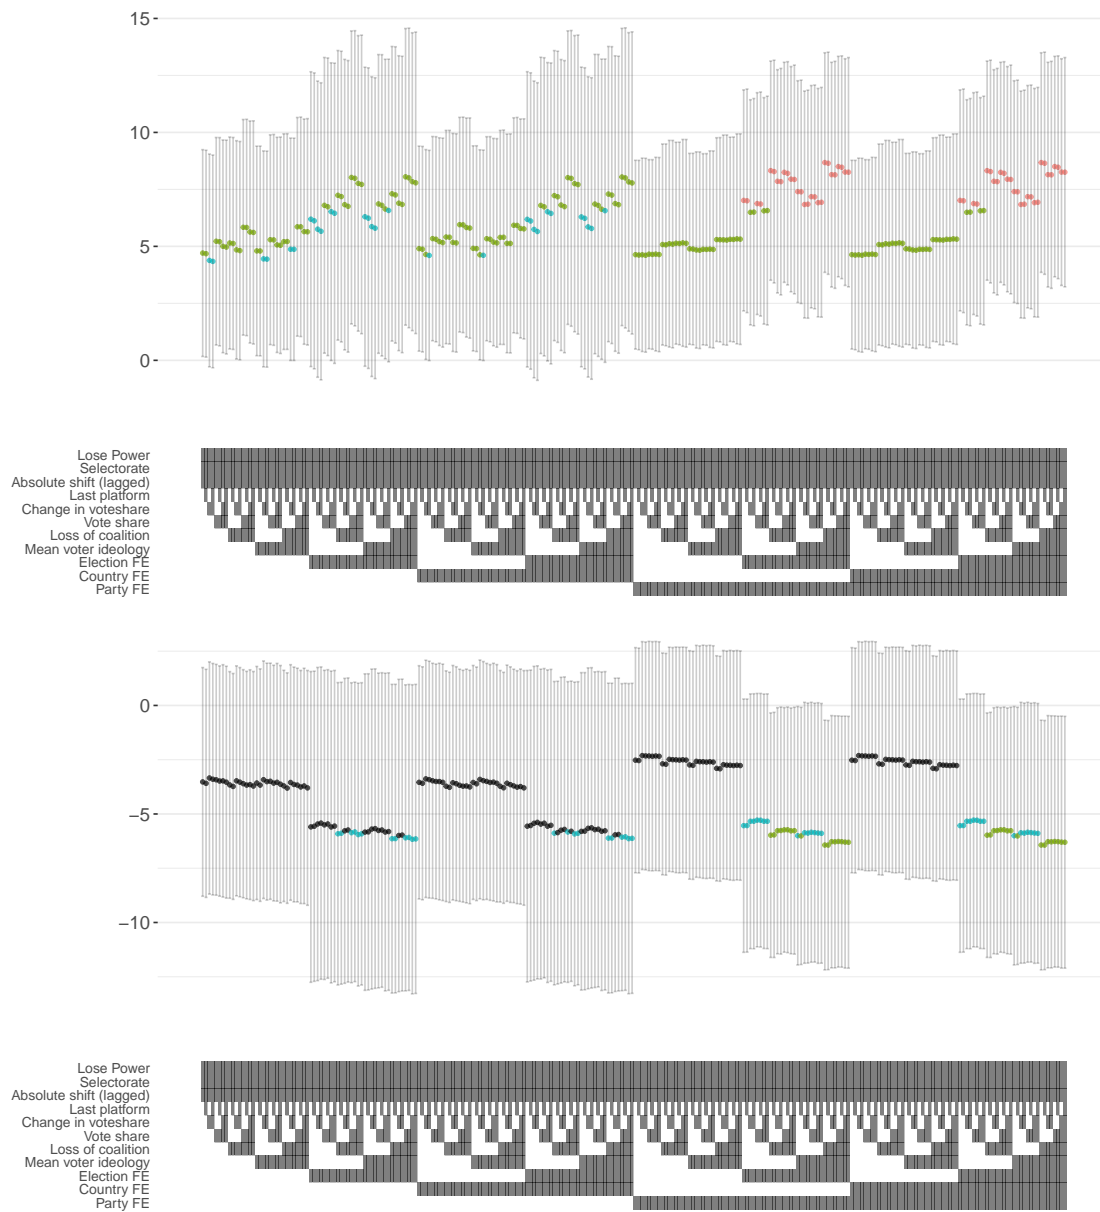 15
10
5
0
Lose Power
Selectorate
Absolute shift (lagged)
Last platform
Change in voteshare
Vote share
Loss of coalition
Mean voter ideology
Election FE
Country FE
Party FE
0
−5
−10
Lose Power
Selectorate
Absolute shift (lagged)
Last platform
Change in voteshare
Vote share
Loss of coalition
Mean voter ideology
Election FE
Country FE
Party FE